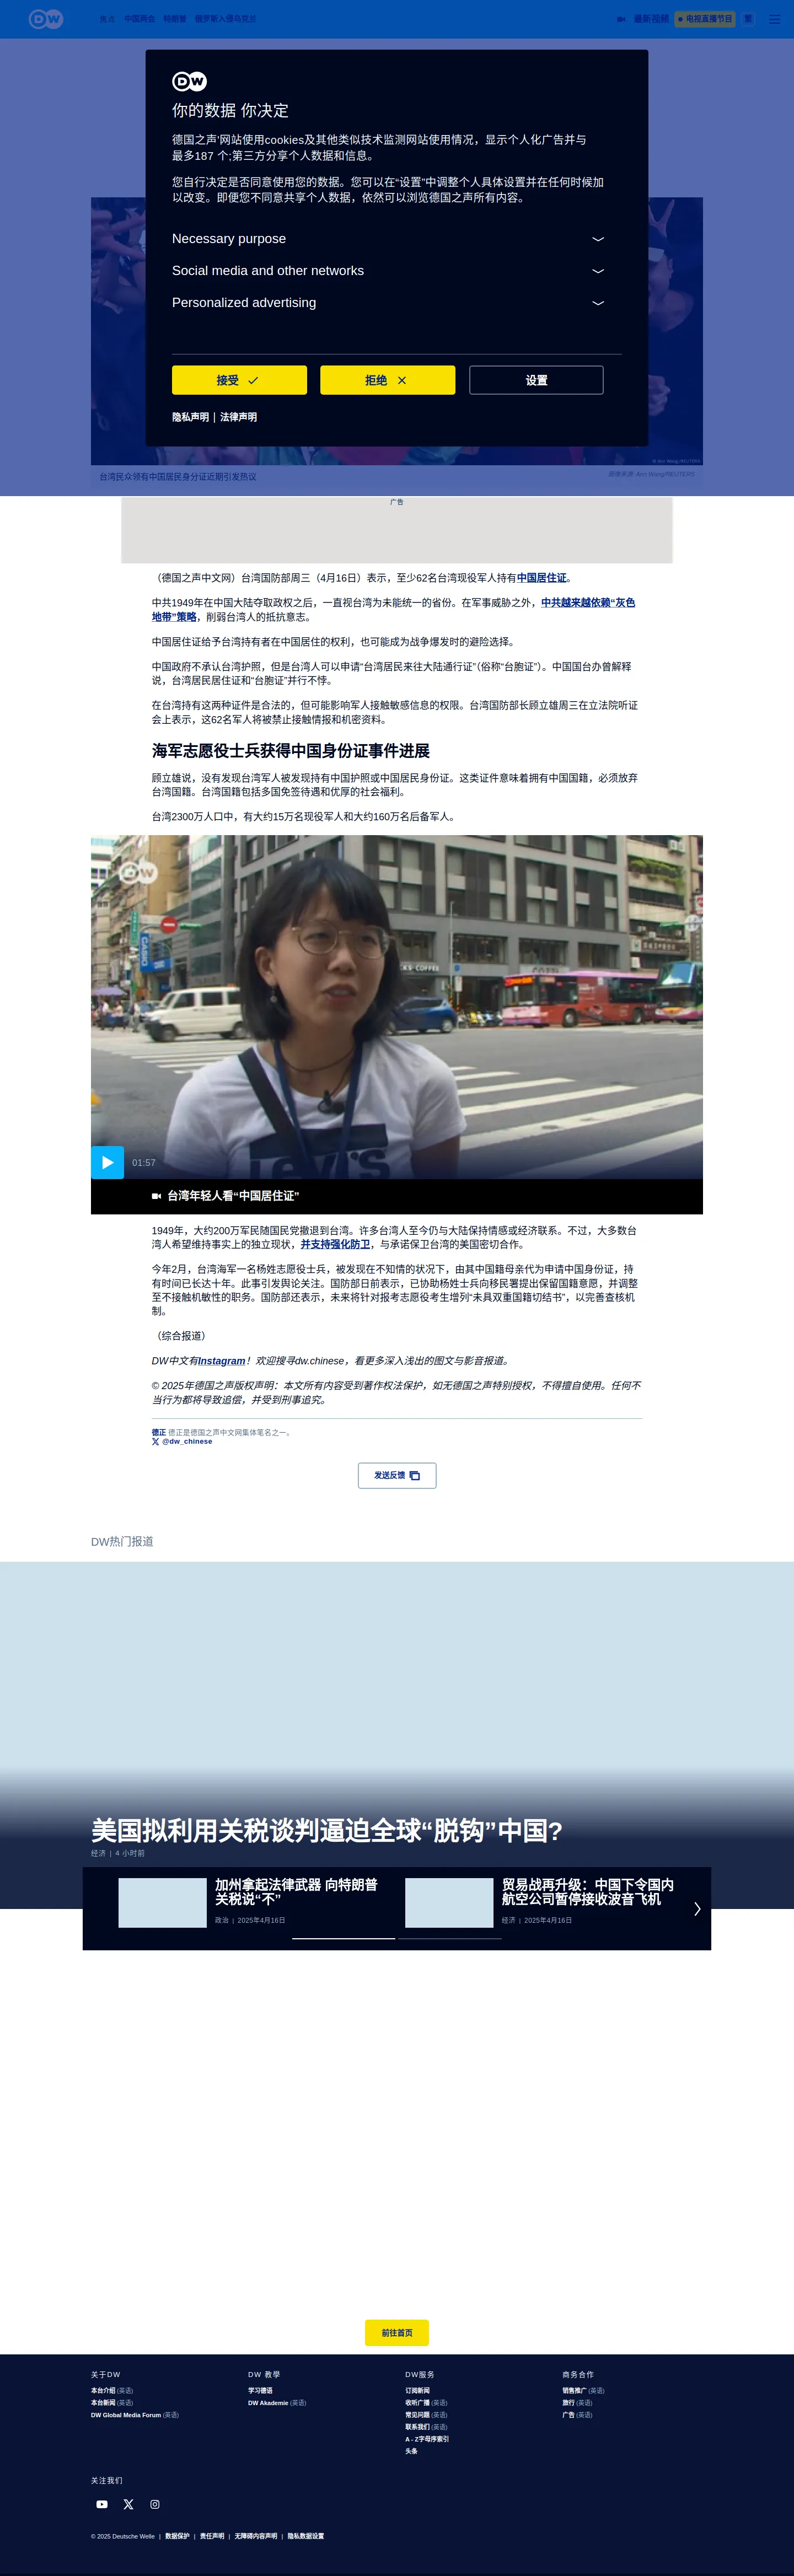 DW
焦点 中国两会 特朗普 俄罗斯入侵乌克兰
最新视频
电视直播节目
繁
DW
你的数据 你决定
德国之声'网站使用cookies及其他类似技术监测网站使用情况，显示个人化广告并与
最多187 个;第三方分享个人数据和信息。
您自行决定是否同意使用您的数据。您可以在“设置”中调整个人具体设置并在任何时候加
以改变。即便您不同意共享个人数据，依然可以浏览德国之声所有内容。
Necessary purpose
Social media and other networks
Personalized advertising
接受
拒绝
设置
隐私声明 | 法律声明
台湾民众领有中国居民身分证近期引发热议
图像来源: Ann Wang/REUTERS
广告
（德国之声中文网）台湾国防部周三（4月16日）表示，至少62名台湾现役军人持有中国居住证。
中共1949年在中国大陆夺取政权之后，一直视台湾为未能统一的省份。在军事威胁之外，中共越来越依赖“灰色
地带”策略，削弱台湾人的抵抗意志。
中国居住证给予台湾持有者在中国居住的权利，也可能成为战争爆发时的避险选择。
中国政府不承认台湾护照，但是台湾人可以申请“台湾居民来往大陆通行证”（俗称“台胞证”）。中国国台办曾解释
说，台湾居民居住证和“台胞证”并行不悖。
在台湾持有这两种证件是合法的，但可能影响军人接触敏感信息的权限。台湾国防部长顾立雄周三在立法院听证
会上表示，这62名军人将被禁止接触情报和机密资料。
海军志愿役士兵获得中国身份证事件进展
顾立雄说，没有发现台湾军人被发现持有中国护照或中国居民身份证。这类证件意味着拥有中国国籍，必须放弃
台湾国籍。台湾国籍包括多国免签待遇和优厚的社会福利。
台湾2300万人口中，有大约15万名现役军人和大约160万名后备军人。
DW
CASIO
COFFEE
01:57
台湾年轻人看“中国居住证”
1949年，大约200万军民随国民党撤退到台湾。许多台湾人至今仍与大陆保持情感或经济联系。不过，大多数台
湾人希望维持事实上的独立现状，并支持强化防卫，与承诺保卫台湾的美国密切合作。
今年2月，台湾海军一名杨姓志愿役士兵，被发现在不知情的状况下，由其中国籍母亲代为申请中国身份证，持
有时间已长达十年。此事引发舆论关注。国防部日前表示，已协助杨姓士兵向移民署提出保留国籍意愿，并调整
至不接触机敏性的职务。国防部还表示，未来将针对报考志愿役考生增列“未具双重国籍切结书”，以完善查核机
制。
（综合报道）
DW中文有Instagram！欢迎搜寻dw.chinese，看更多深入浅出的图文与影音报道。
© 2025年德国之声版权声明：本文所有内容受到著作权法保护，如无德国之声特别授权，不得擅自使用。任何不
当行为都将导致追偿，并受到刑事追究。
德正 德正是德国之声中文网集体笔名之一。
@dw_chinese
发送反馈
DW热门报道
美国拟利用关税谈判逼迫全球“脱钩”中国?
经济 | 4 小时前
加州拿起法律武器 向特朗普
关税说“不”
政治 | 2025年4月16日
贸易战再升级：中国下令国内
航空公司暂停接收波音飞机
经济 | 2025年4月16日
前往首页
关于DW
本台介绍 (英语)
本台新闻 (英语)
DW Global Media Forum (英语)
DW 教學
学习德语
DW Akademie (英语)
DW服务
订阅新闻
收听广播 (英语)
常见问题 (英语)
联系我们 (英语)
A - Z字母序索引
头条
商务合作
销售推广 (英语)
旅行 (英语)
广告 (英语)
关注我们
© 2025 Deutsche Welle | 数据保护 | 责任声明 | 无障碍内容声明 | 隐私数据设置